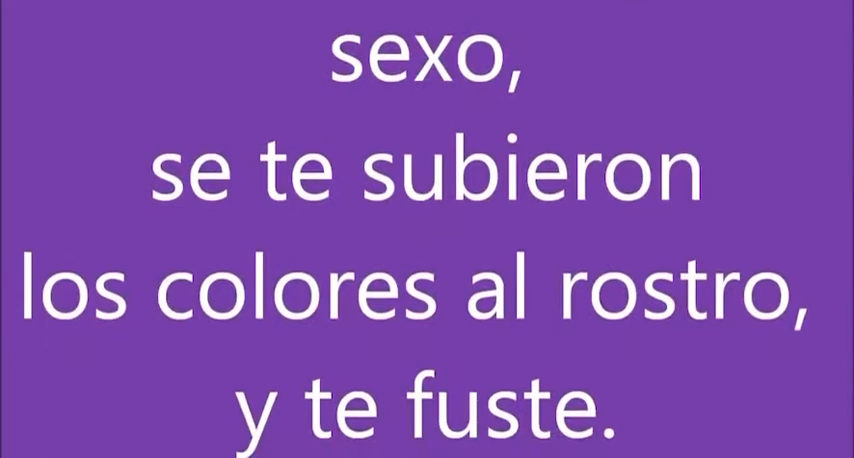 sexo,
se te subieron
los colores al rostro,
y te fuste.